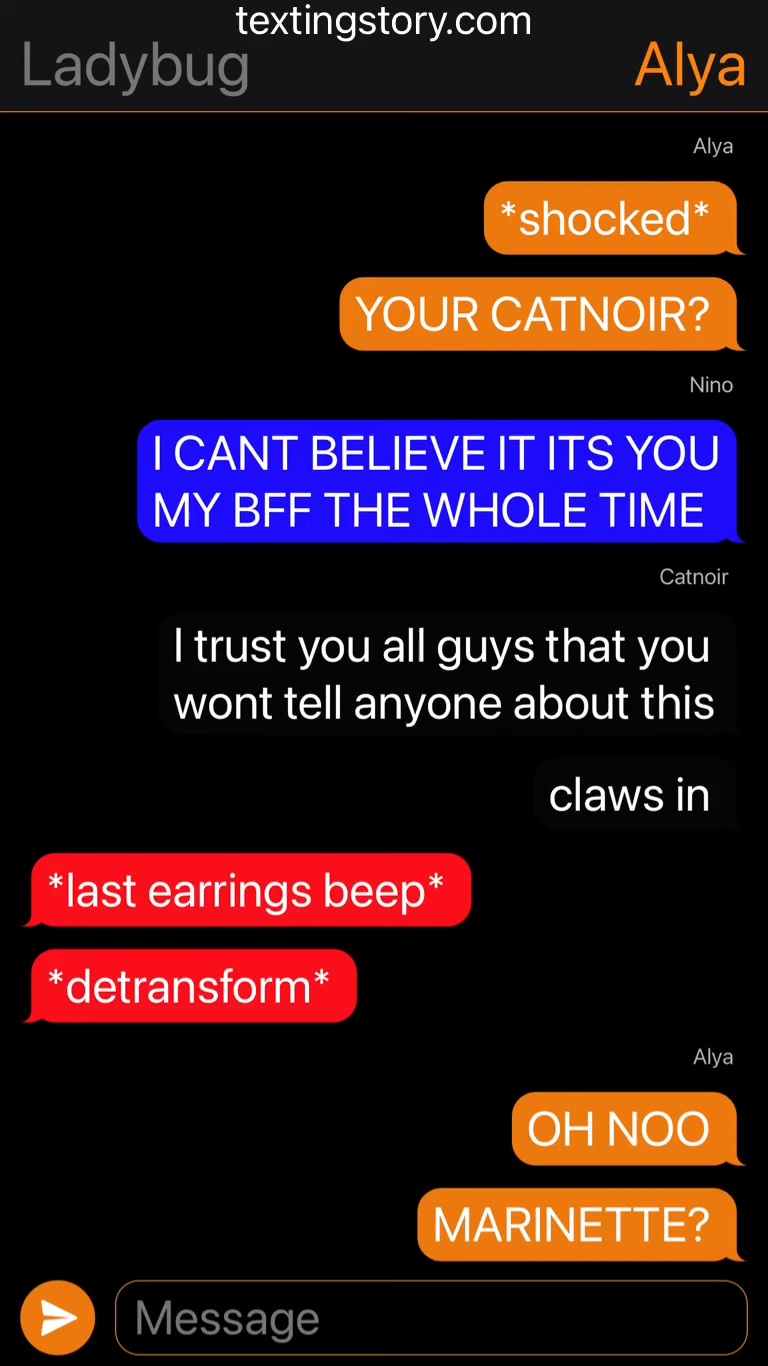 textingstory.com
Ladybug
Alya
Alya
*shocked*
YOUR CATNOIR?
Nino
I CANT BELIEVE IT ITS YOU
MY BFF THE WHOLE TIME
Catnoir
I trust you all guys that you
wont tell anyone about this
claws in
*last earrings beep*
*detransform*
Alya
OH NOO
MARINETTE?
Message